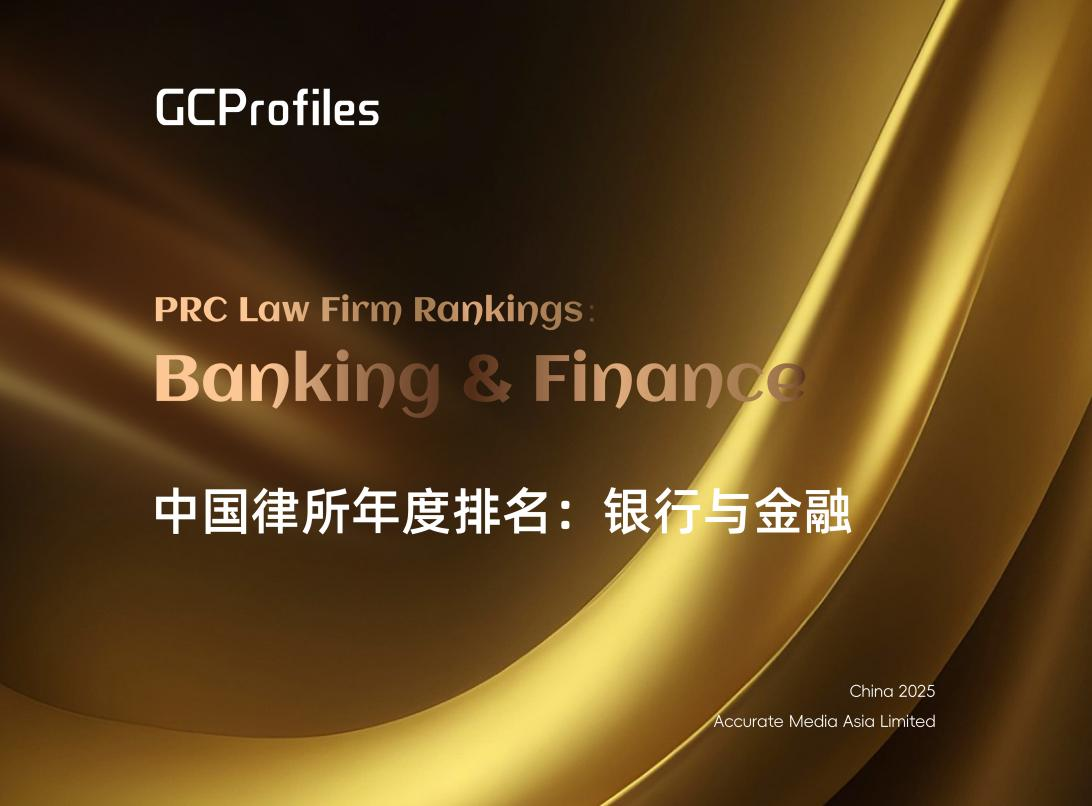 GCProfiles
PRC Law Firm Rankings:
Banking & Finance
中国律所年度排名：银行与金融
China 2025
Accurate Media Asia Limited